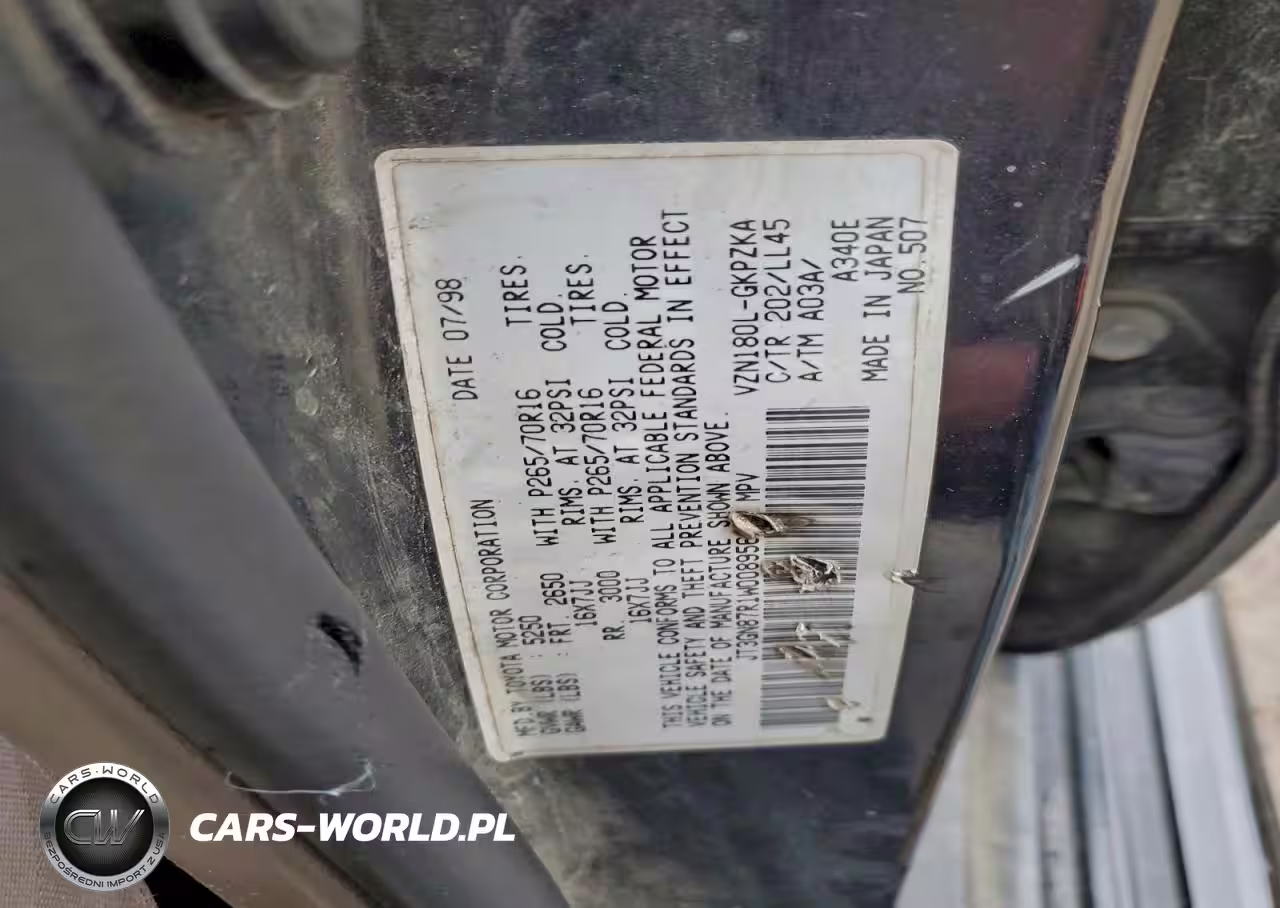 DATE 07/98
MFD. BY TOYOTA MOTOR CORPORATION
GVWR (LBS) : 5250 WITH P265/70R16 TIRES.
GAWR (LBS) : FRT. 2650 16X7JJ RIMS. AT 32PSI COLD.
RR. 3000 WITH P265/70R16 TIRES.
16X7JJ RIMS. AT 32PSI COLD.
THIS VEHICLE CONFORMS TO ALL APPLICABLE FEDERAL MOTOR
VEHICLE SAFETY AND THEFT PREVENTION STANDARDS IN EFFECT
ON THE DATE OF MANUFACTURE SHOWN ABOVE.
MPV
VZN180L-GKPZKA
C/TR 202/LL45
A/TM A03A/
A340E
MADE IN JAPAN
NO.507
CARS-WORLD
CW
BEZPOŚREDNI IMPORT Z USA
CARS-WORLD.PL